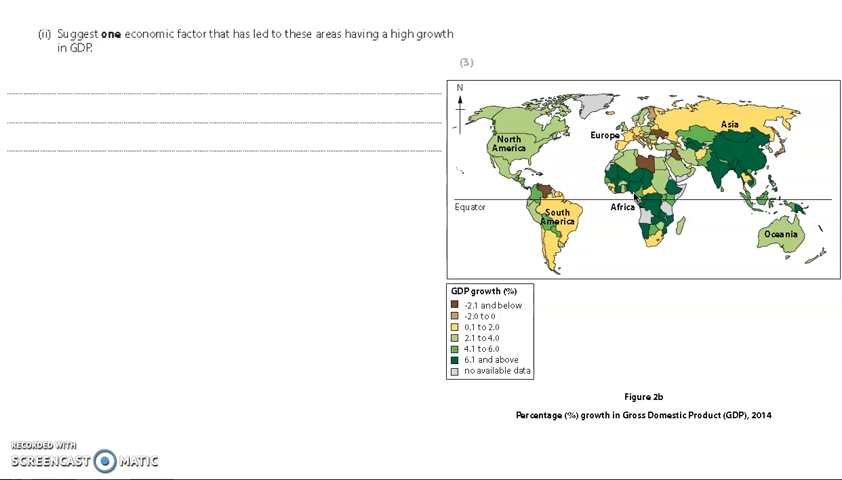 (ii) Suggest one economic factor that has led to these areas having a high growth
in GDP.
(3)
N
North
America
Europe
Asia
Equator
South
America
Africa
Oceania
GDP growth (%)
-2.1 and below
-2.0 to 0
0.1 to 2.0
2.1 to 4.0
4.1 to 6.0
6.1 and above
no available data
Figure 2b
Percentage (%) growth in Gross Domestic Product (GDP), 2014
RECORDED WITH
SCREENCAST MATIC